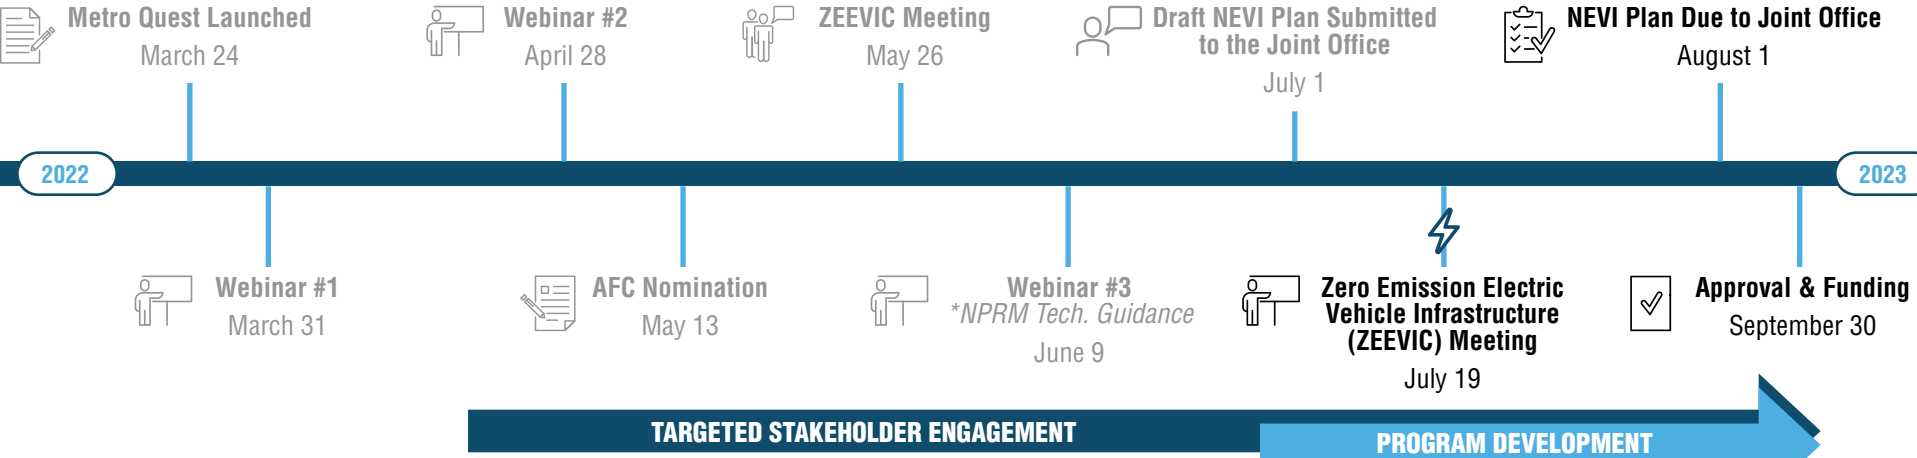 Metro Quest Launched
March 24
Webinar #2
April 28
ZEEVIC Meeting
May 26
Draft NEVI Plan Submitted
to the Joint Office
July 1
NEVI Plan Due to Joint Office
August 1
2022
2023
Webinar #1
March 31
AFC Nomination
May 13
Webinar #3
*NPRM Tech. Guidance
June 9
Zero Emission Electric
Vehicle Infrastructure
(ZEEVIC) Meeting
July 19
Approval & Funding
September 30
TARGETED STAKEHOLDER ENGAGEMENT
PROGRAM DEVELOPMENT